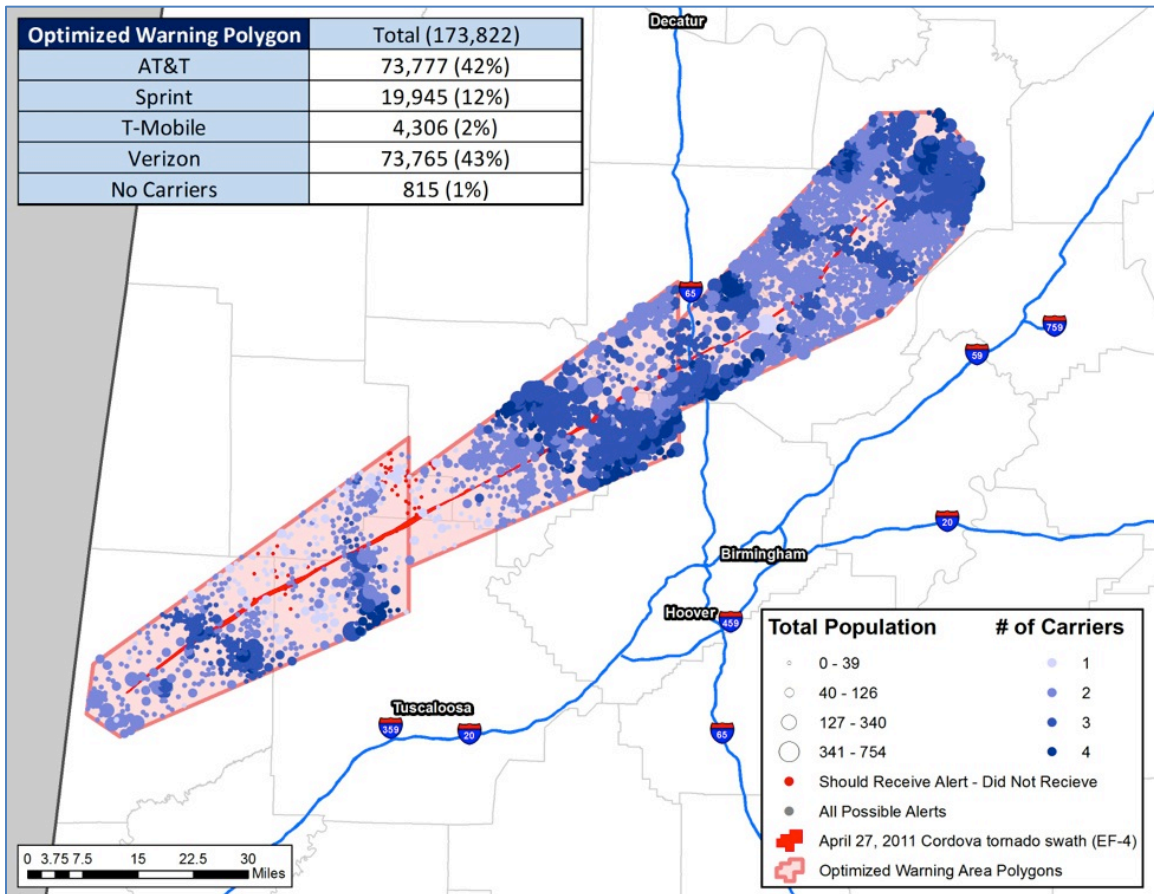 Optimized Warning Polygon Total (173,822)
AT&T 73,777 (42%)
Sprint 19,945 (12%)
T-Mobile 4,306 (2%)
Verizon 73,765 (43%)
No Carriers 815 (1%)
Decatur
65
759
59
20
Birmingham
Hoover
459
Tuscaloosa
359
20
65
Total Population # of Carriers
0 - 39 1
40 - 126 2
127 - 340 3
341 - 754 4
Should Receive Alert - Did Not Recieve
All Possible Alerts
April 27, 2011 Cordova tornado swath (EF-4)
Optimized Warning Area Polygons
0 3.75 7.5 15 22.5 30
Miles